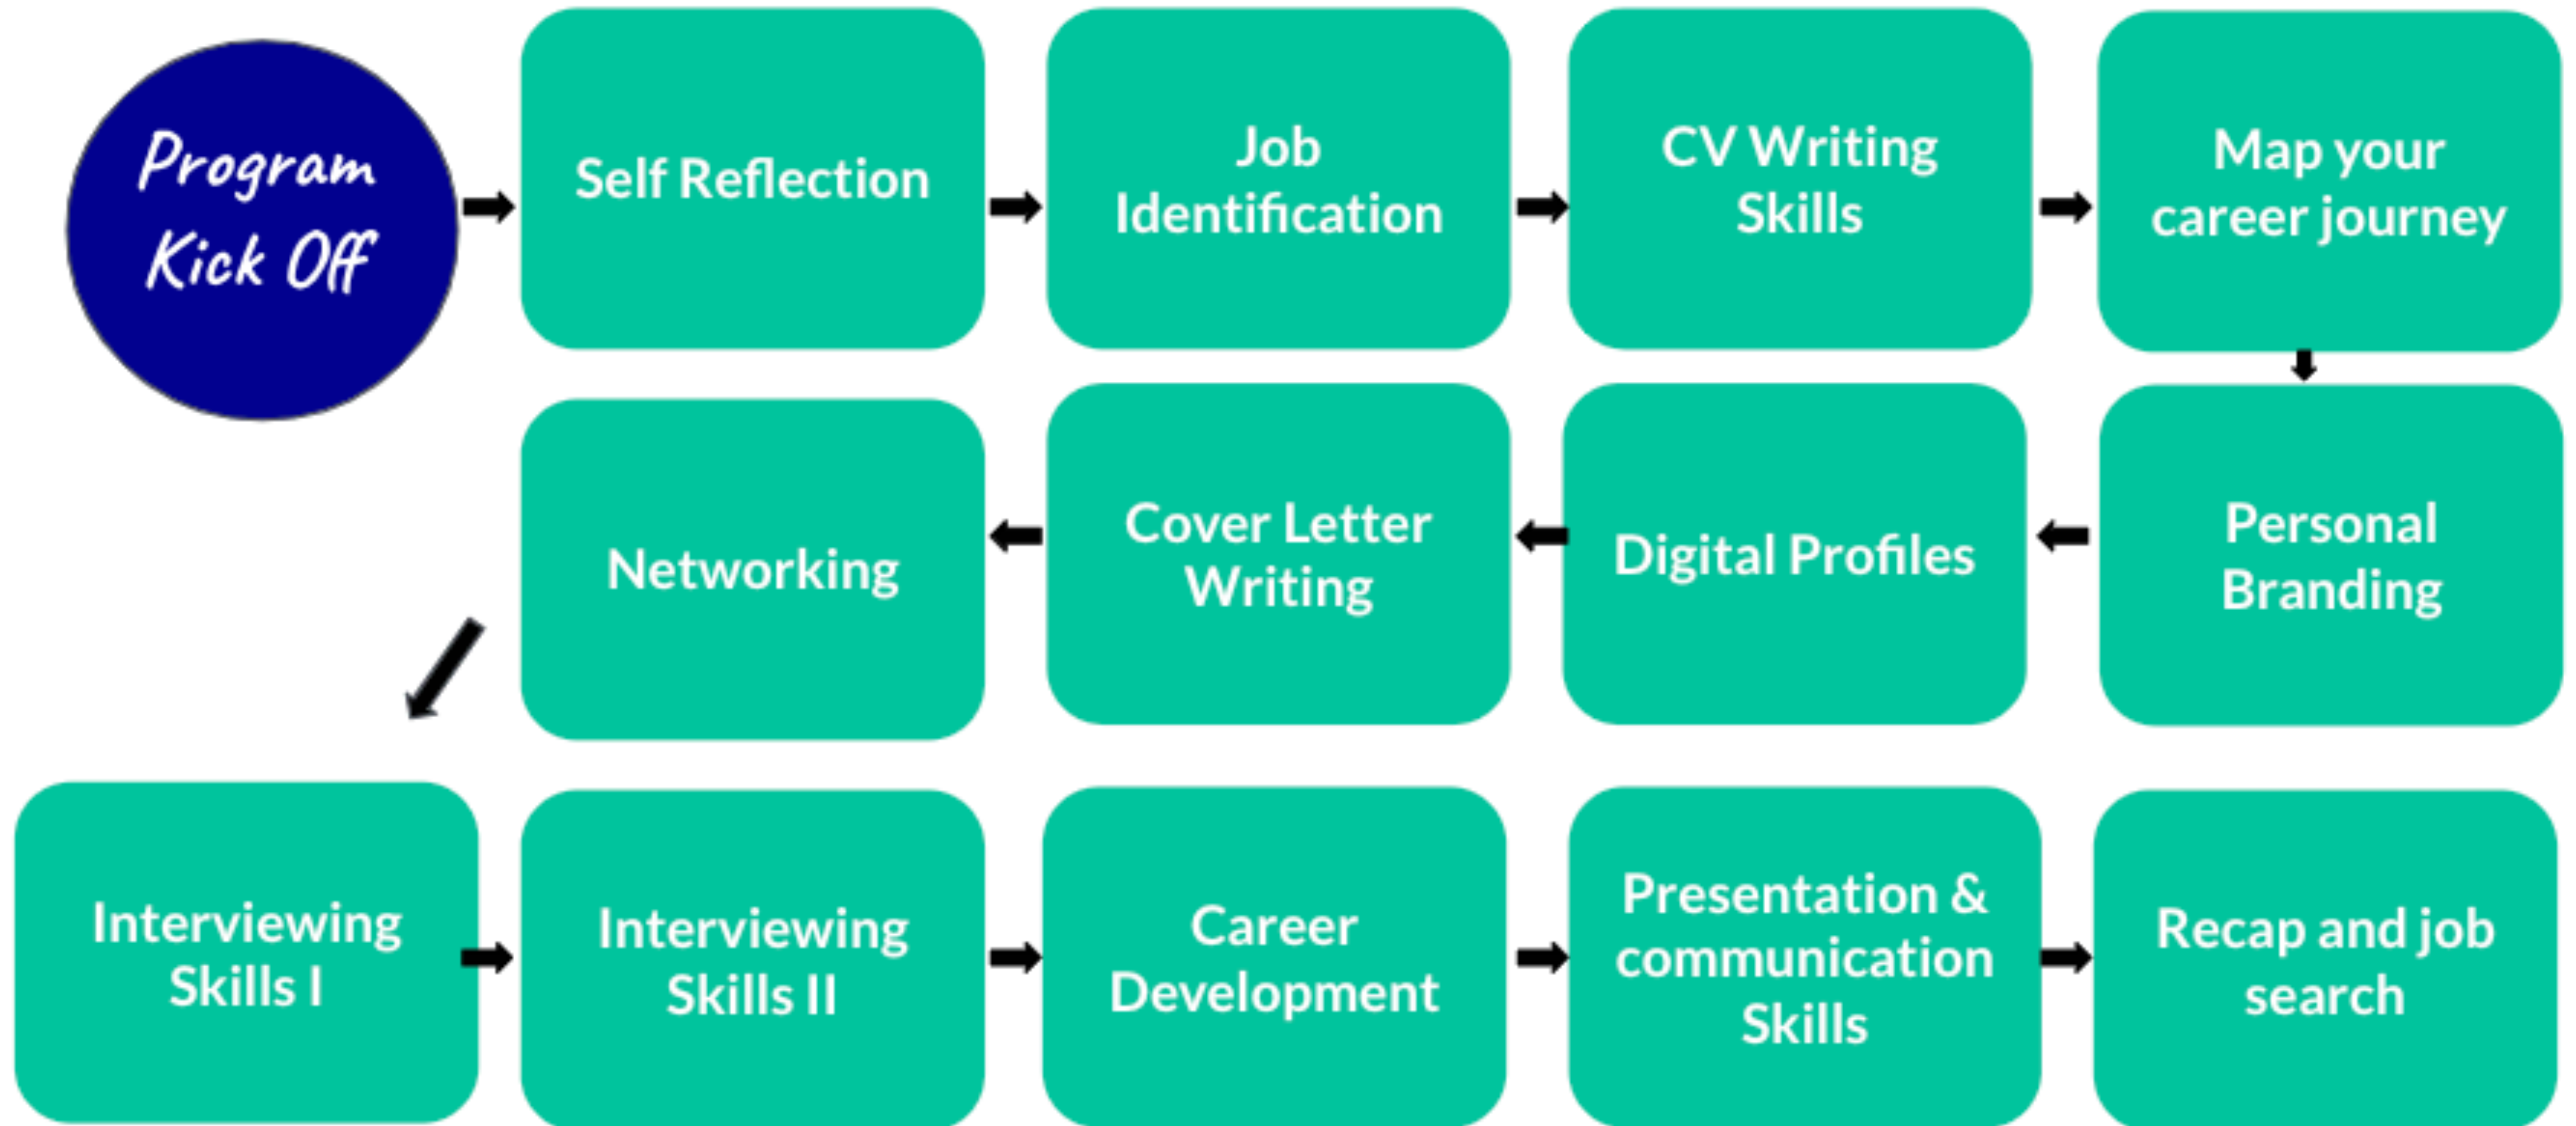 Program
Kick Off
Self Reflection
Job
Identification
CV Writing
Skills
Map your
career journey
Personal
Branding
Digital Profiles
Cover Letter
Writing
Networking
Interviewing
Skills I
Interviewing
Skills II
Career
Development
Presentation &
communication
Skills
Recap and job
search